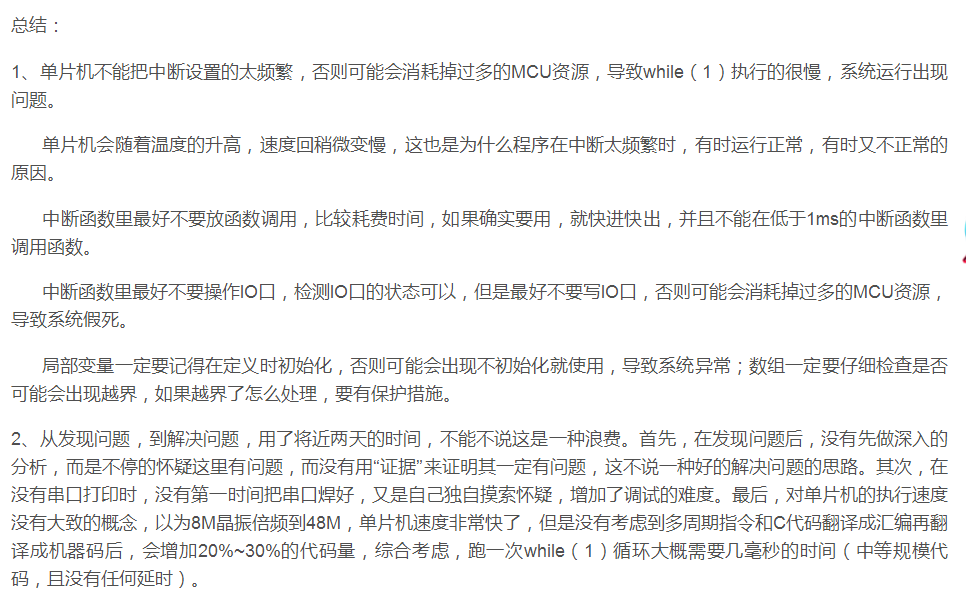 总结：
1、单片机不能把中断设置的太频繁，否则可能会消耗掉过多的MCU资源，导致while（1）执行的很慢，系统运行出现
问题。
单片机会随着温度的升高，速度回稍微变慢，这也是为什么程序在中断太频繁时，有时运行正常，有时又不正常的
原因。
中断函数里最好不要放函数调用，比较耗费时间，如果确实要用，就快进快出，并且不能在低于1ms的中断函数里
调用函数。
中断函数里最好不要操作IO口，检测IO口的状态可以，但是最好不要写IO口，否则可能会消耗掉过多的MCU资源，
导致系统假死。
局部变量一定要记得在定义时初始化，否则可能会出现不初始化就使用，导致系统异常；数组一定要仔细检查是否
可能会出现越界，如果越界了怎么处理，要有保护措施。
2、从发现问题，到解决问题，用了将近两天的时间，不能不说这是一种浪费。首先，在发现问题后，没有先做深入的
分析，而是不停的怀疑这里有问题，而没有用“证据”来证明其一定有问题，这不说一种好的解决问题的思路。其次，在
没有串口打印时，没有第一时间把串口焊好，又是自己独自摸索怀疑，增加了调试的难度。最后，对单片机的执行速度
没有大致的概念，以为8M晶振倍频到48M，单片机速度非常快了，但是没有考虑到多周期指令和C代码翻译成汇编再翻
译成机器码后，会增加20%~30%的代码量，综合考虑，跑一次while（1）循环大概需要几毫秒的时间（中等规模代
码，且没有任何延时）。